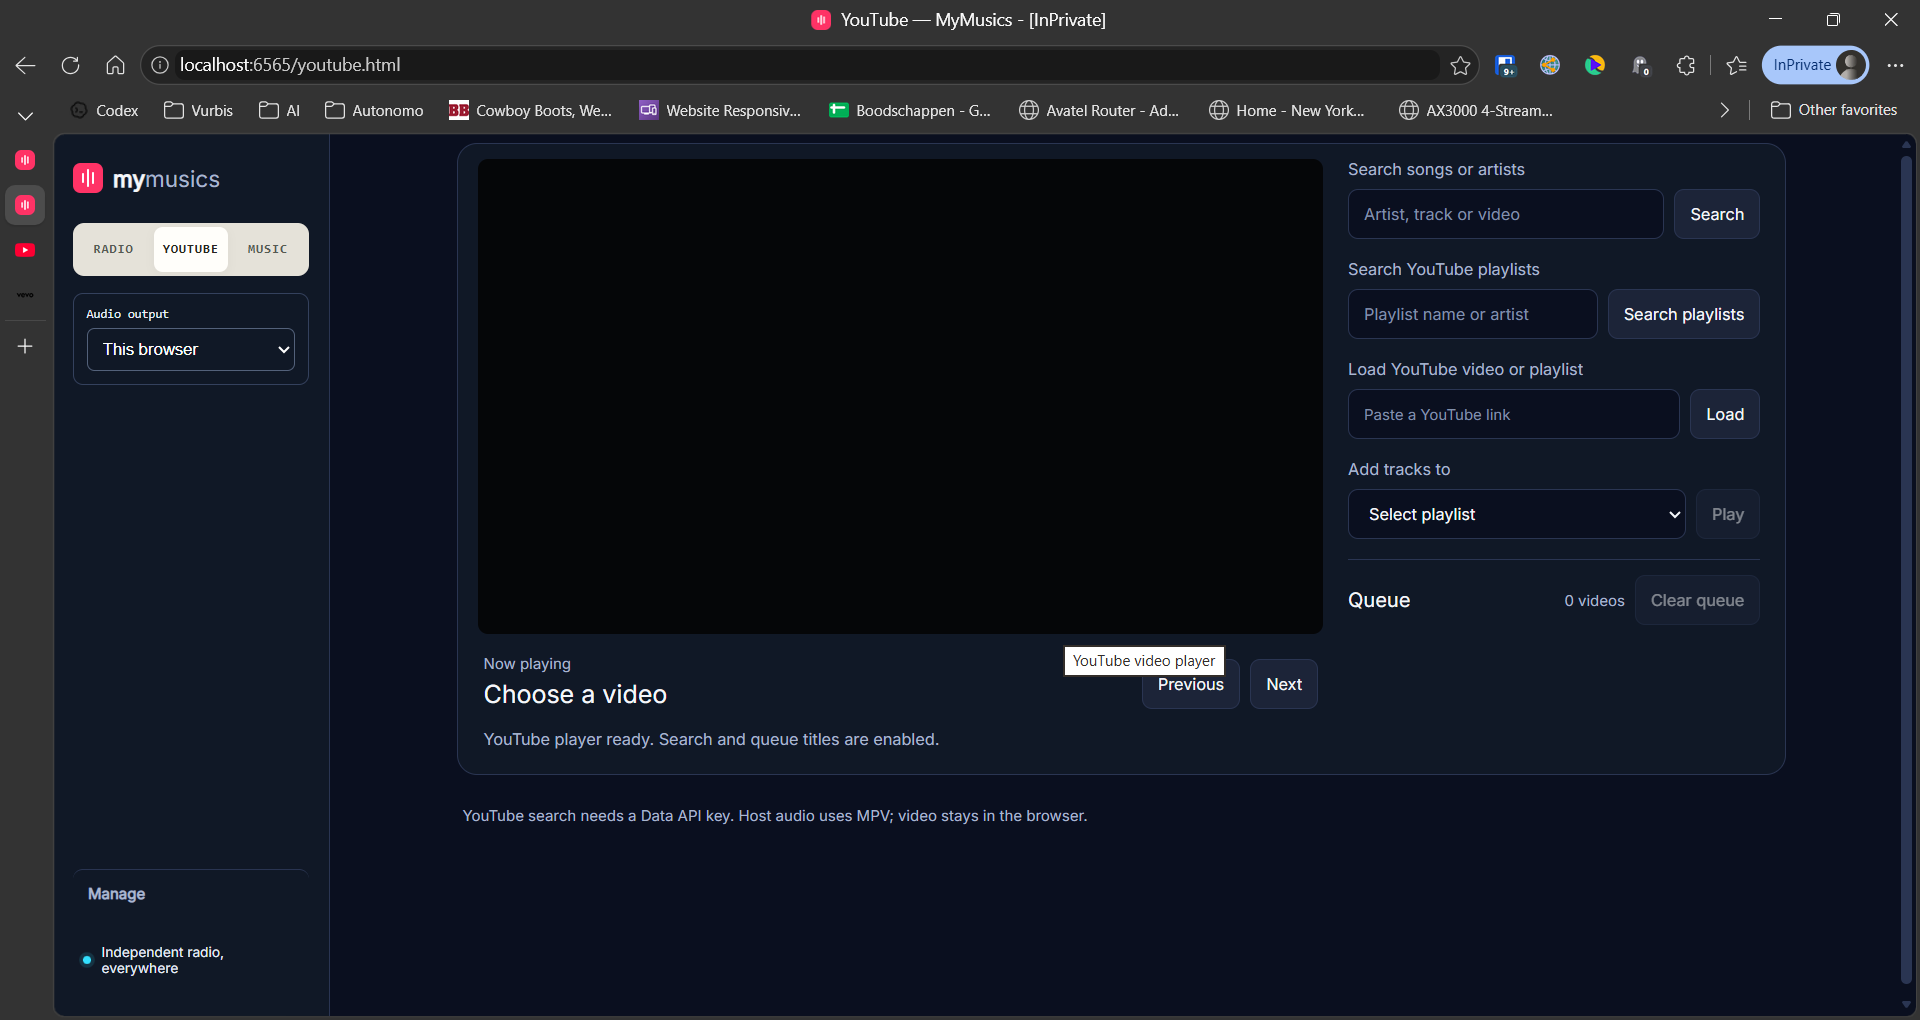 YouTube — MyMusics - [InPrivate]
localhost:6565/youtube.html
9+
0
InPrivate
Codex
Vurbis
AI
Autonomo
BB Cowboy Boots, We...
Website Responsiv...
Boodschappen - G...
Avatel Router - Ad...
Home - New York...
AX3000 4-Stream...
Other favorites
vevo
mymusics
RADIO
YOUTUBE
MUSIC
Audio output
This browser
Manage
Independent radio,
everywhere
YouTube video player
Now playing
Choose a video
Previous
Next
YouTube player ready. Search and queue titles are enabled.
Search songs or artists
Artist, track or video
Search
Search YouTube playlists
Playlist name or artist
Search playlists
Load YouTube video or playlist
Paste a YouTube link
Load
Add tracks to
Select playlist
Play
Queue
0 videos
Clear queue
YouTube search needs a Data API key. Host audio uses MPV; video stays in the browser.